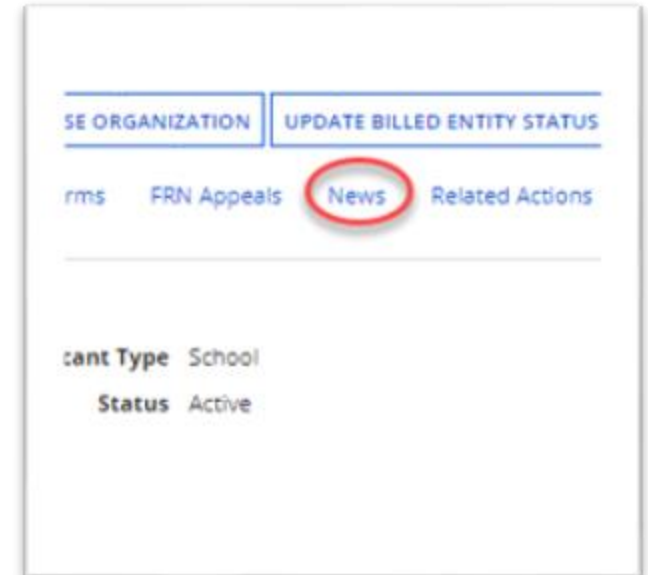 SE ORGANIZATION UPDATE BILLED ENTITY STATUS
rms FRN Appeals News Related Actions
cant Type School
Status Active